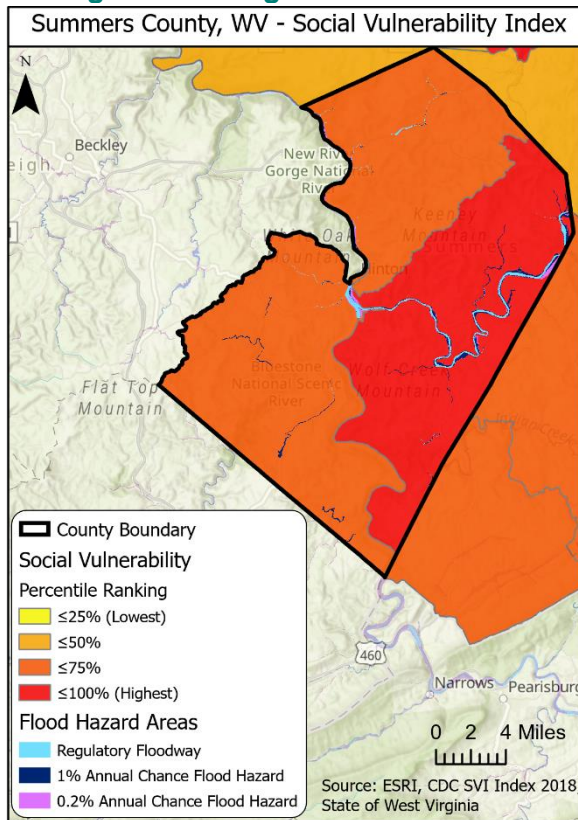 Summers County, WV - Social Vulnerability Index
N
Beckley
eigh
New River
Gorge National
River
White Oak
Mountain
Keeney
Mountain
Summers
Hinton
Bluestone
National Scenic
River
Wolf Creek
Mountain
Flat Top
Mountain
Indian Creek
460
Narrows
Pearisburg
County Boundary
Social Vulnerability
Percentile Ranking
≤25% (Lowest)
≤50%
≤75%
≤100% (Highest)
Flood Hazard Areas
Regulatory Floodway
1% Annual Chance Flood Hazard
0.2% Annual Chance Flood Hazard
0 2 4 Miles
Source: ESRI, CDC SVI Index 2018,
State of West Virginia